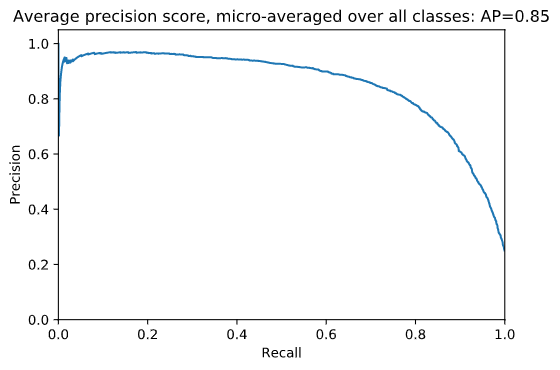 Average precision score, micro-averaged over all classes: AP=0.85
1.0
0.8
0.6
0.4
0.2
0.0
Precision
0.0 0.2 0.4 0.6 0.8 1.0
Recall